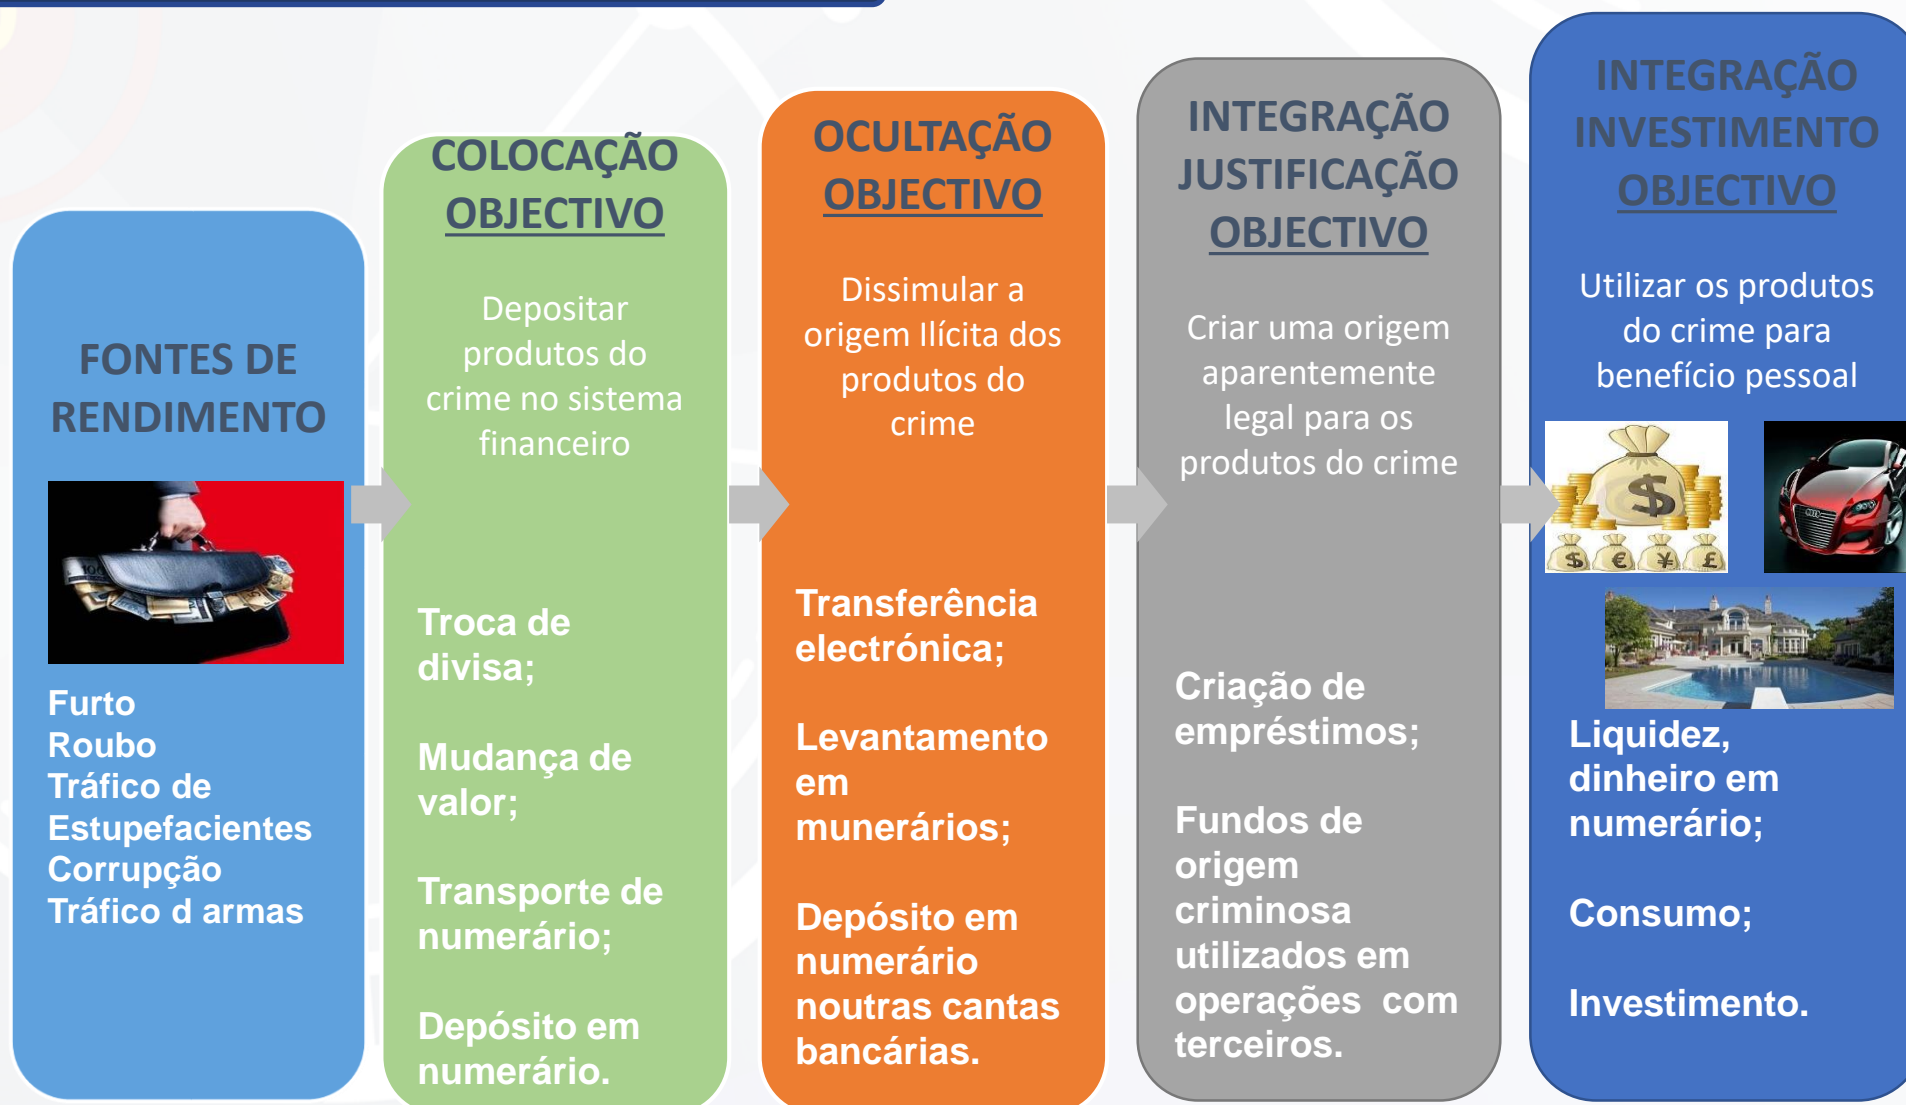 FONTES DE
RENDIMENTO
Furto
Roubo
Tráfico de
Estupefacientes
Corrupção
Tráfico d armas
COLOCAÇÃO
OBJECTIVO
Depositar
produtos do
crime no sistema
financeiro
Troca de
divisa;
Mudança de
valor;
Transporte de
numerário;
Depósito em
numerário.
OCULTAÇÃO
OBJECTIVO
Dissimular a
origem Ilícita dos
produtos do
crime
Transferência
electrónica;
Levantamento
em
munerários;
Depósito em
numerário
noutras cantas
bancárias.
INTEGRAÇÃO
JUSTIFICAÇÃO
OBJECTIVO
Criar uma origem
aparentemente
legal para os
produtos do crime
Criação de
empréstimos;
Fundos de
origem
criminosa
utilizados em
operações com
terceiros.
INTEGRAÇÃO
INVESTIMENTO
OBJECTIVO
Utilizar os produtos
do crime para
benefício pessoal
$
$ € ¥ £
Liquidez,
dinheiro em
numerário;
Consumo;
Investimento.